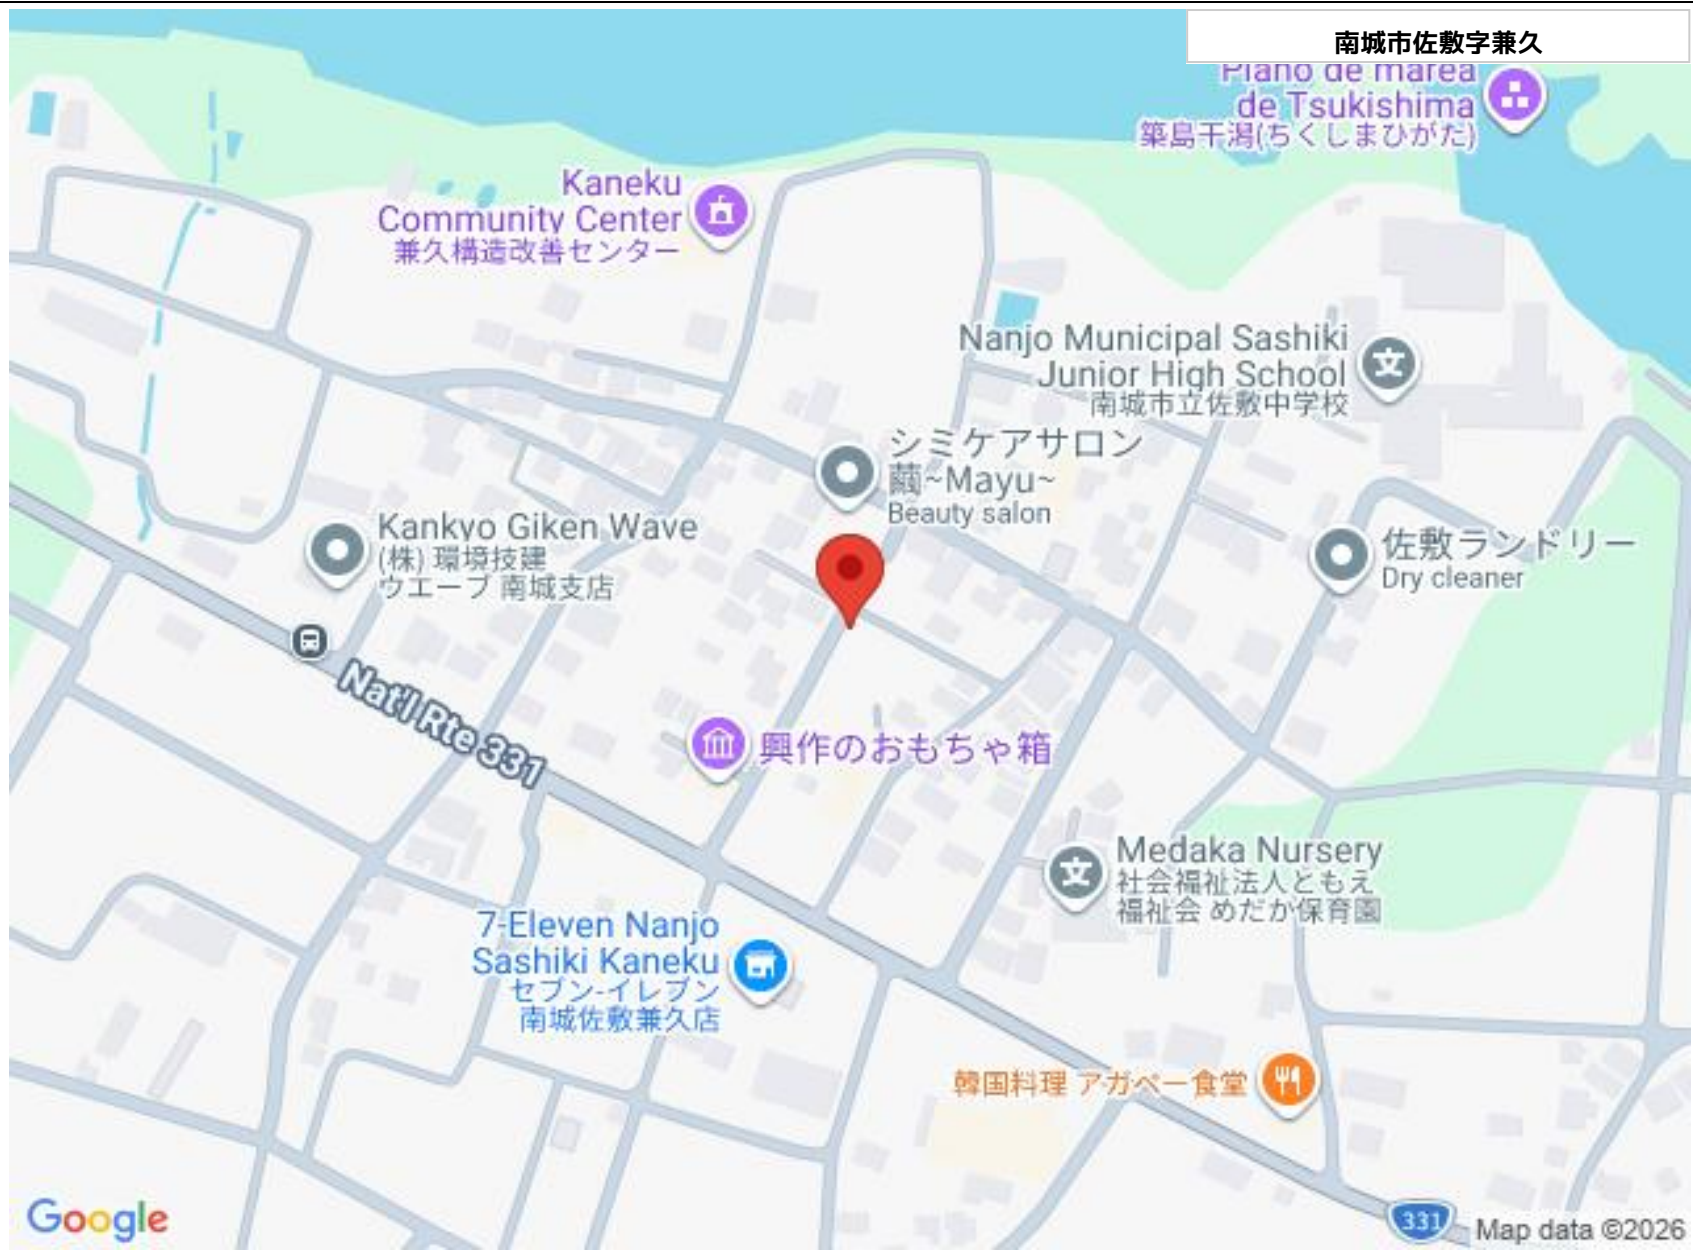 南城市佐敷字兼久
Plano de marea
de Tsukishima
築島干潟(ちくしまひがた)
Kaneku
Community Center
兼久構造改善センター
Nanjo Municipal Sashiki
Junior High School
南城市立佐敷中学校
シミケアサロン
繭~Mayu~
Beauty salon
Kankyo Giken Wave
(株) 環境技建
ウエーブ 南城支店
佐敷ランドリー
Dry cleaner
Nat'l Rte 331
興作のおもちゃ箱
Medaka Nursery
社会福祉法人ともえ
福祉会 めだか保育園
7-Eleven Nanjo
Sashiki Kaneku
セブン-イレブン
南城佐敷兼久店
韓国料理 アガペー食堂
331
Google
Map data ©2026